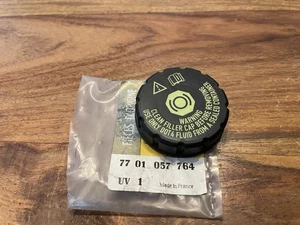 WARNING
CLEAN FILLER CAP BEFORE REMOVING
USE ONLY DOT4 FLUID FROM A SEALED CONTAINER
77 01 057 764
UV 1
Made in France